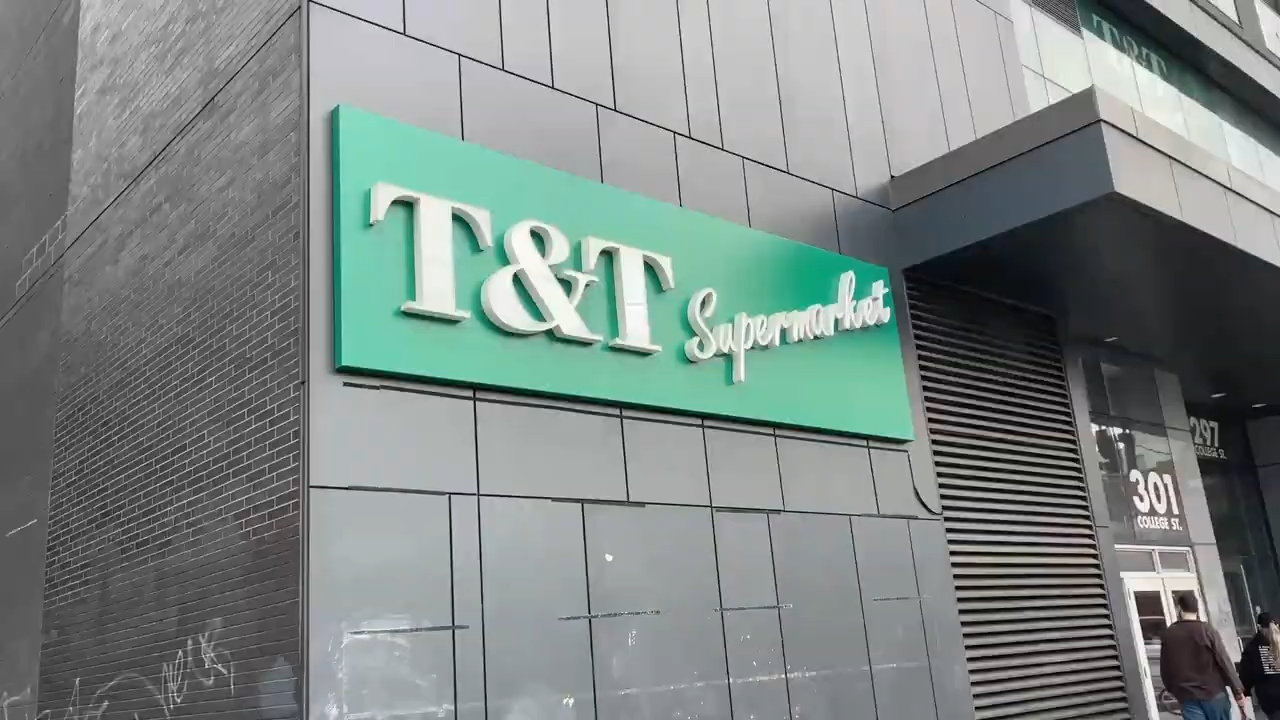 T&T Supermarket
T&T
297
COLLEGE ST.
301
COLLEGE ST.